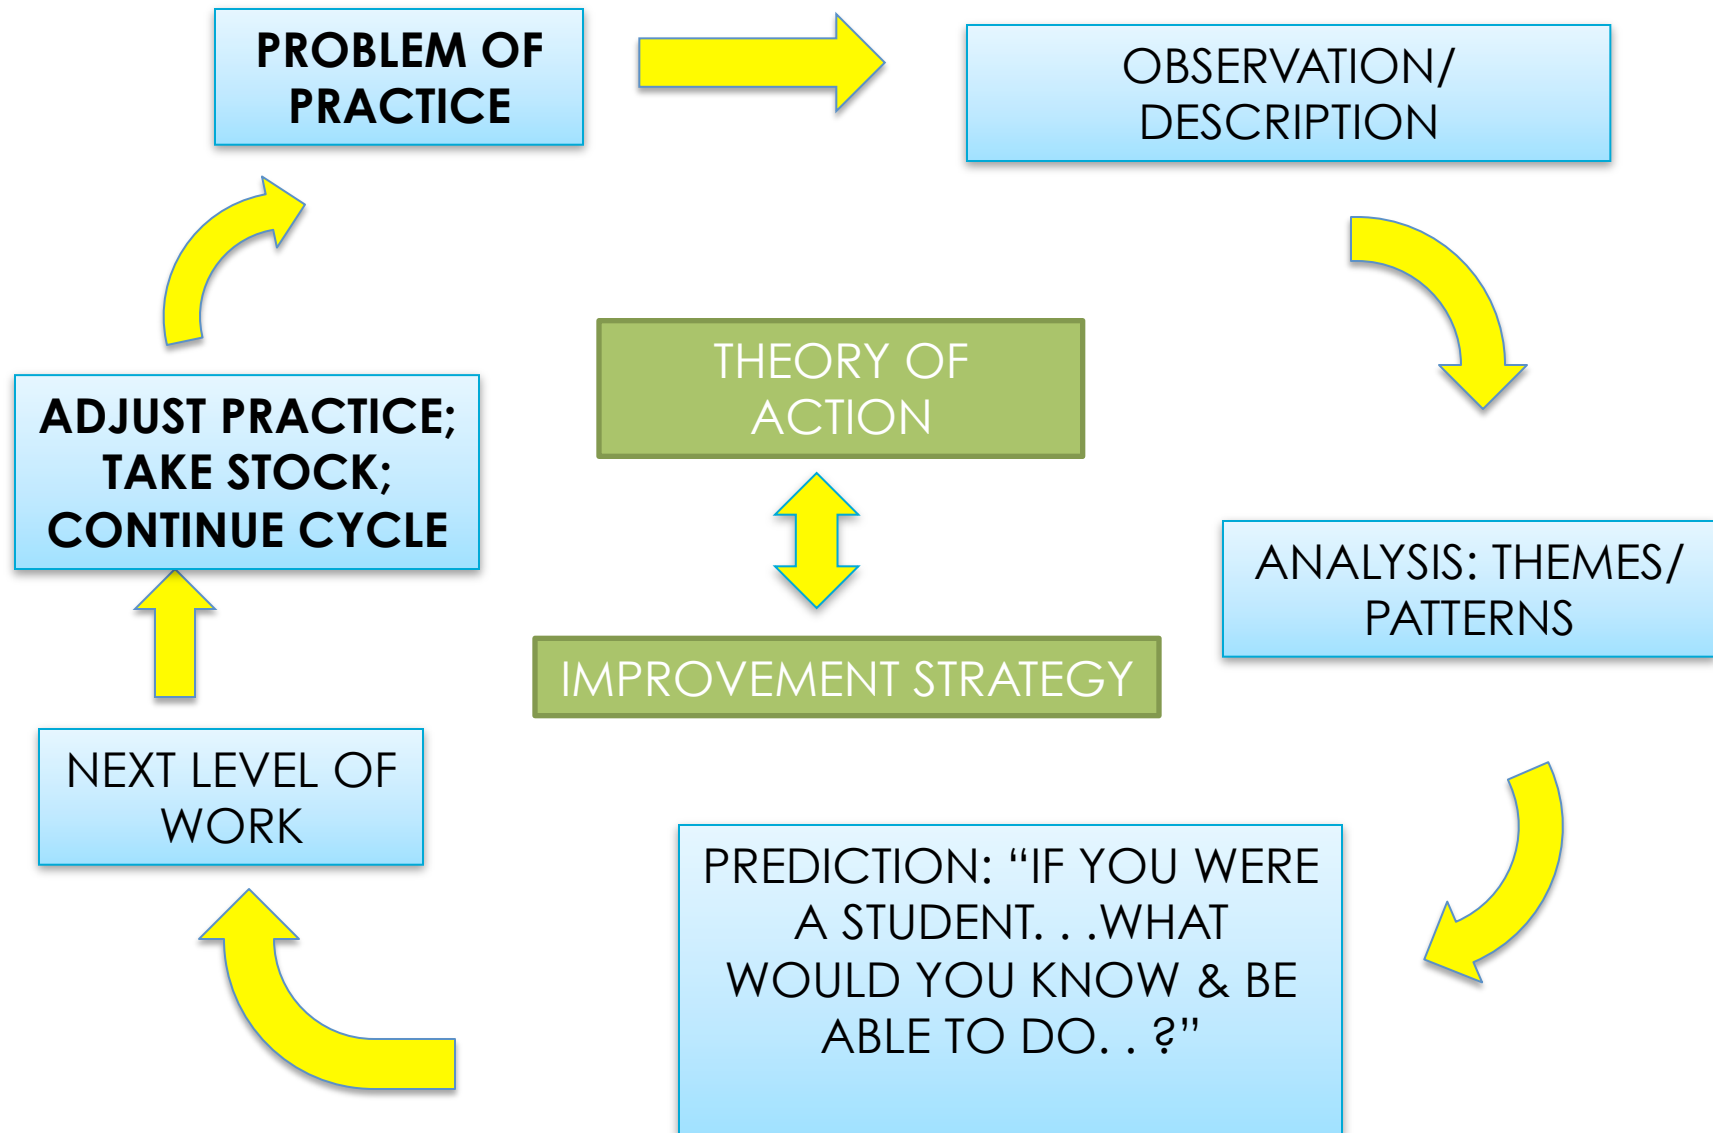 PROBLEM OF
PRACTICE
OBSERVATION/
DESCRIPTION
ANALYSIS: THEMES/
PATTERNS
PREDICTION: “IF YOU WERE
A STUDENT. . .WHAT
WOULD YOU KNOW & BE
ABLE TO DO. . ?”
NEXT LEVEL OF
WORK
ADJUST PRACTICE;
TAKE STOCK;
CONTINUE CYCLE
THEORY OF
ACTION
IMPROVEMENT STRATEGY